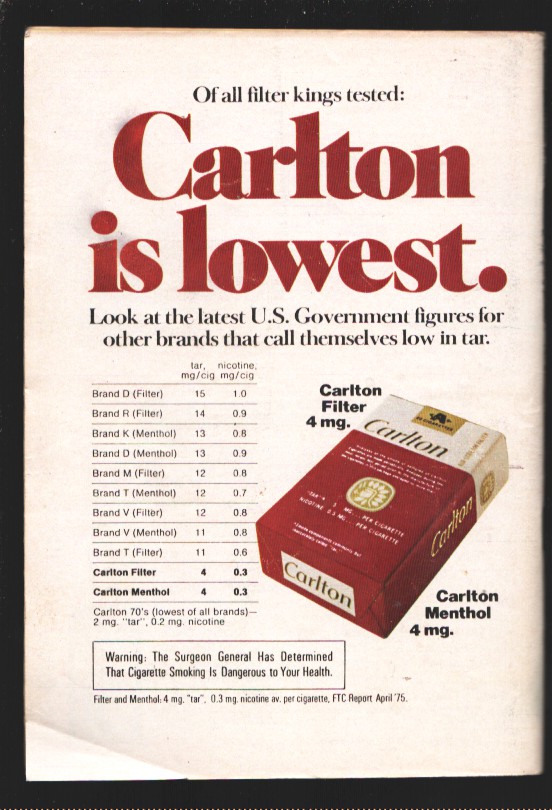 Of all filter kings tested:
Carlton
is lowest.
Look at the latest U.S. Government figures for
other brands that call themselves low in tar.
tar, nicotine,
mg/cig mg/cig
Brand D (Filter) 15 1.0
Brand R (Filter) 14 0.9
Brand K (Menthol) 13 0.8
Brand D (Menthol) 13 0.9
Brand M (Filter) 12 0.8
Brand T (Menthol) 12 0.7
Brand V (Filter) 12 0.8
Brand V (Menthol) 11 0.8
Brand T (Filter) 11 0.6
Carlton Filter 4 0.3
Carlton Menthol 4 0.3
Carlton 70's (lowest of all brands)—
2 mg. "tar", 0.2 mg. nicotine
Carlton
Filter
4 mg.
Carlton
PER CIGARETTE
NICOTINE PER CIGARETTE
Carlton
Carlton
Carlton
Menthol
4 mg.
Warning: The Surgeon General Has Determined
That Cigarette Smoking Is Dangerous to Your Health.
Filter and Menthol: 4 mg. "tar", 0.3 mg. nicotine av. per cigarette, FTC Report April '75.